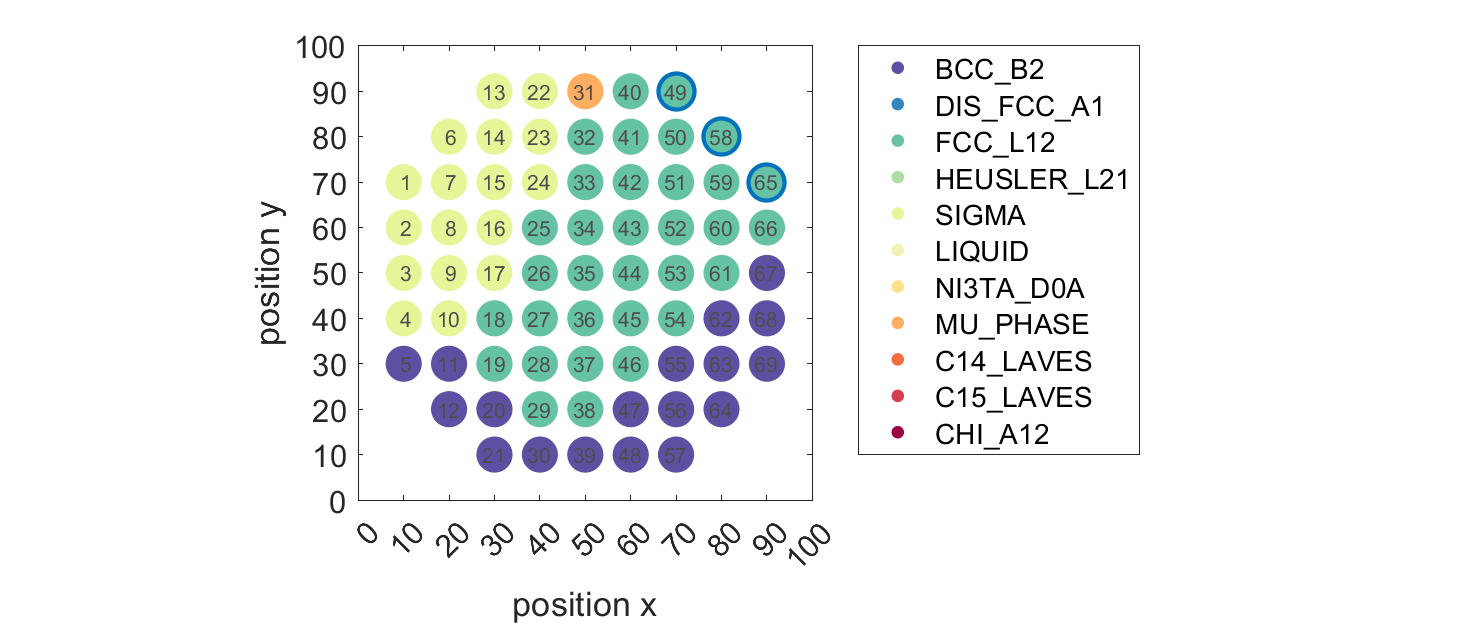 100
90
80
70
60
50
40
30
20
10
0
13 22 31 40 49
6 14 23 32 41 50 58
1 7 15 24 33 42 51 59 65
2 8 16 25 34 43 52 60 66
3 9 17 26 35 44 53 61 67
4 10 18 27 36 45 54 62 68
5 11 19 28 37 46 55 63 69
12 20 29 38 47 56 64
21 30 39 48 57
0 10 20 30 40 50 60 70 80 90 100
position x
position y
BCC_B2
DIS_FCC_A1
FCC_L12
HEUSLER_L21
SIGMA
LIQUID
NI3TA_D0A
MU_PHASE
C14_LAVES
C15_LAVES
CHI_A12